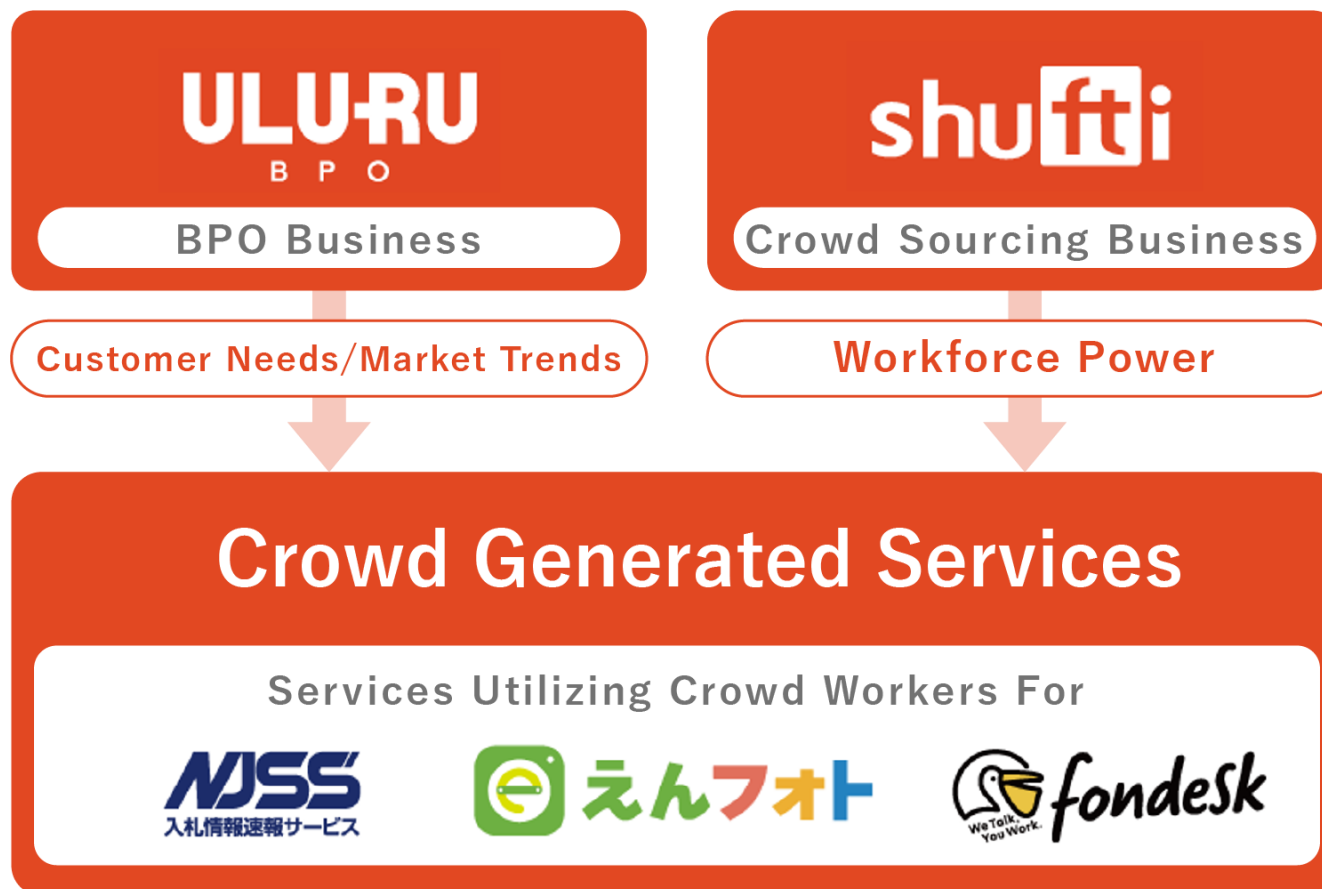 ULURU
BPO
BPO Business
shufti
Crowd Sourcing Business
Customer Needs/Market Trends
Workforce Power
Crowd Generated Services
Services Utilizing Crowd Workers For
NJSS
入札情報速報サービス
e えんフォト
We Talk,
You Work.
fondesk